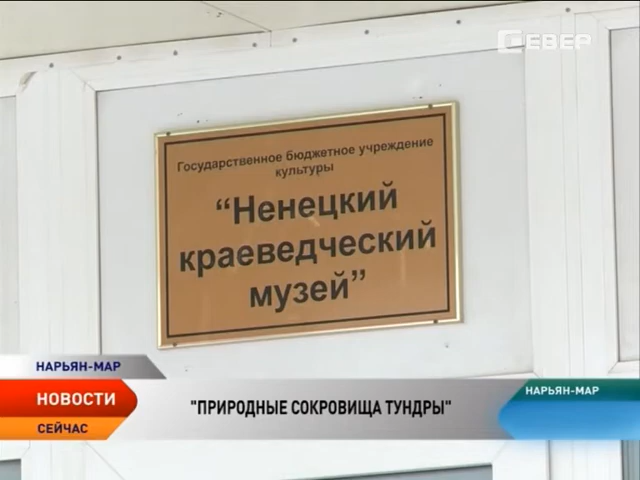 СЕВЕР
Государственное бюджетное учреждение
культуры
“Ненецкий
краеведческий
музей”
НАРЬЯН-МАР
НОВОСТИ
СЕЙЧАС
"ПРИРОДНЫЕ СОКРОВИЩА ТУНДРЫ"
НАРЬЯН-МАР